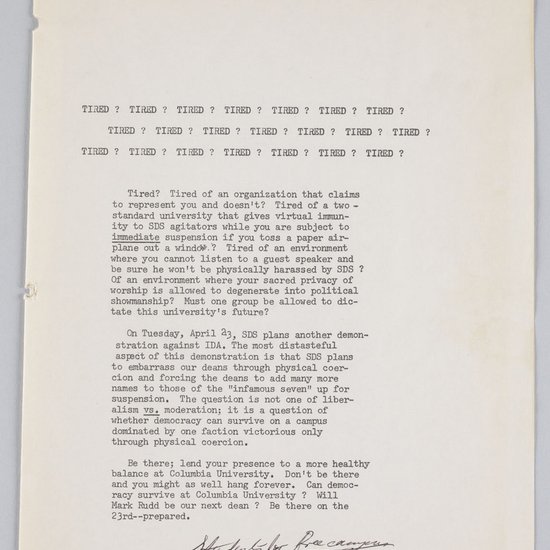 TIRED ? TIRED ? TIRED ? TIRED ? TIRED ? TIRED ? TIRED ?
TIRED ? TIRED ? TIRED ? TIRED ? TIRED ? TIRED ? TIRED ?
TIRED ? TIRED ? TIRED ? TIRED ? TIRED ? TIRED ? TIRED ?
Tired? Tired of an organization that claims
to represent you and doesn't? Tired of a two-
standard university that gives virtual immun-
ity to SDS agitators while you are subject to
immediate suspension if you toss a paper air-
plane out a window.? Tired of an environment
where you cannot listen to a guest speaker and
be sure he won't be physically harassed by SDS ?
Of an environment where your sacred privacy of
worship is allowed to degenerate into political
showmanship? Must one group be allowed to dic-
tate this university's future?
On Tuesday, April 23, SDS plans another demon-
stration against IDA. The most distasteful
aspect of this demonstration is that SDS plans
to embarrass our deans through physical coer-
cion and forcing the deans to add many more
names to those of the "infamous seven" up for
suspension. The question is not one of liber-
alism vs. moderation; it is a question of
whether democracy can survive on a campus
dominated by one faction victorious only
through physical coercion.
Be there; lend your presence to a more healthy
balance at Columbia University. Don't be there
and you might as well hang forever. Can democ-
racy survive at Columbia University ? Will
Mark Rudd be our next dean ? Be there on the
23rd--prepared.
Students for Free campus